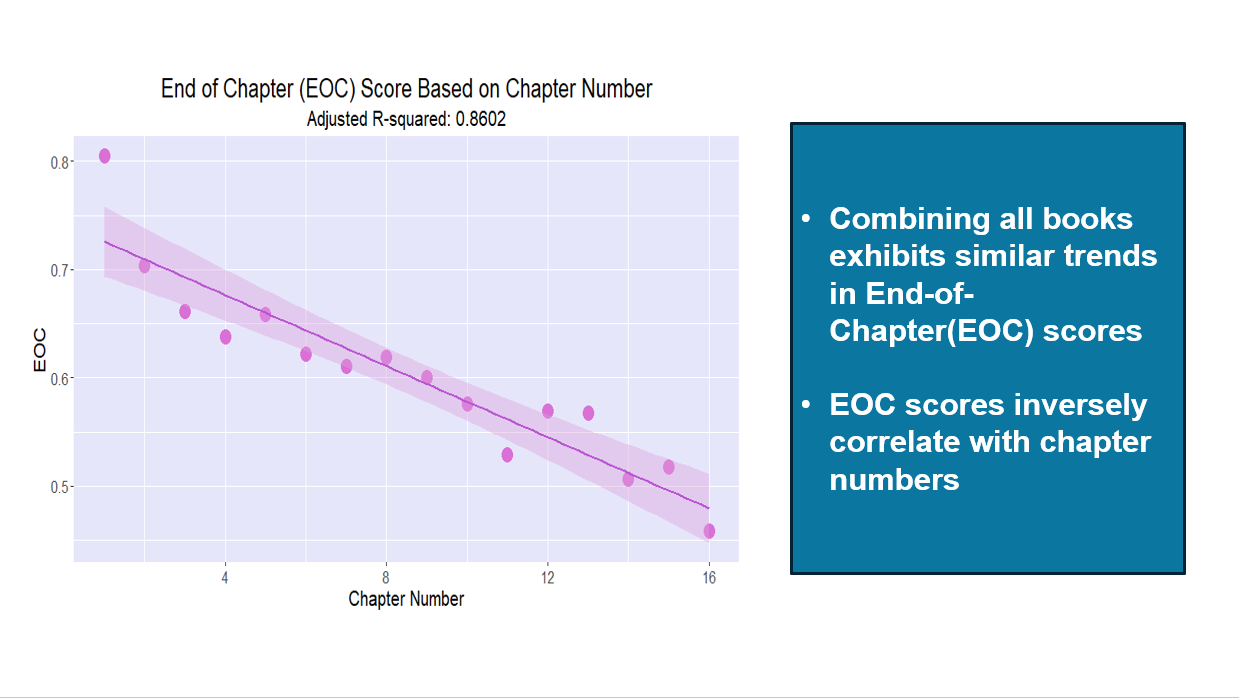 End of Chapter (EOC) Score Based on Chapter Number
Adjusted R-squared: 0.8602
0.8
0.7
0.6
0.5
EOC
4
8
12
16
Chapter Number
• Combining all books
exhibits similar trends
in End-of-
Chapter(EOC) scores
• EOC scores inversely
correlate with chapter
numbers